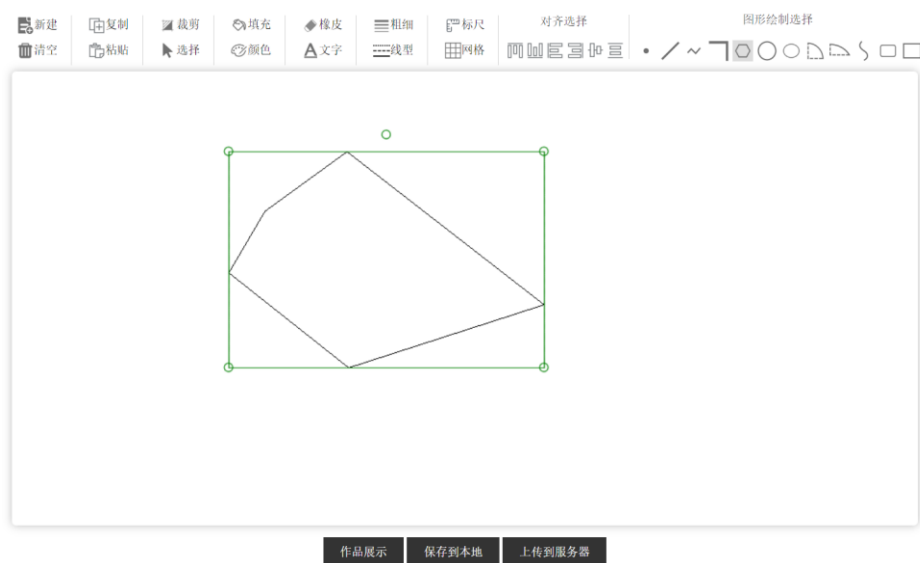 新建 复制 裁剪 填充 橡皮 粗细 标尺 对齐选择 图形绘制选择
清空 粘贴 选择 颜色 文字 线型 网格
作品展示 保存到本地 上传到服务器